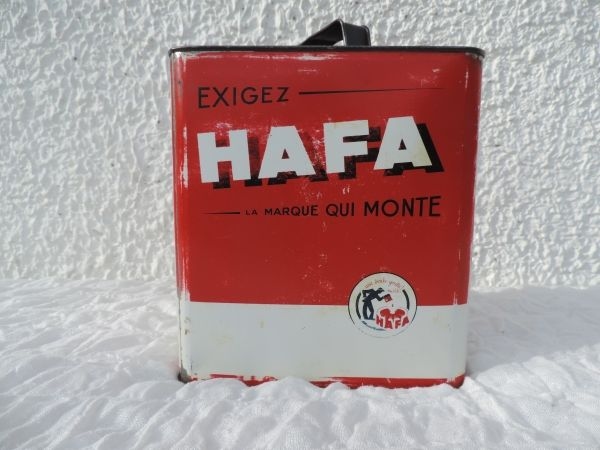 EXIGEZ
HAFA
LA MARQUE QUI MONTE
HAFA